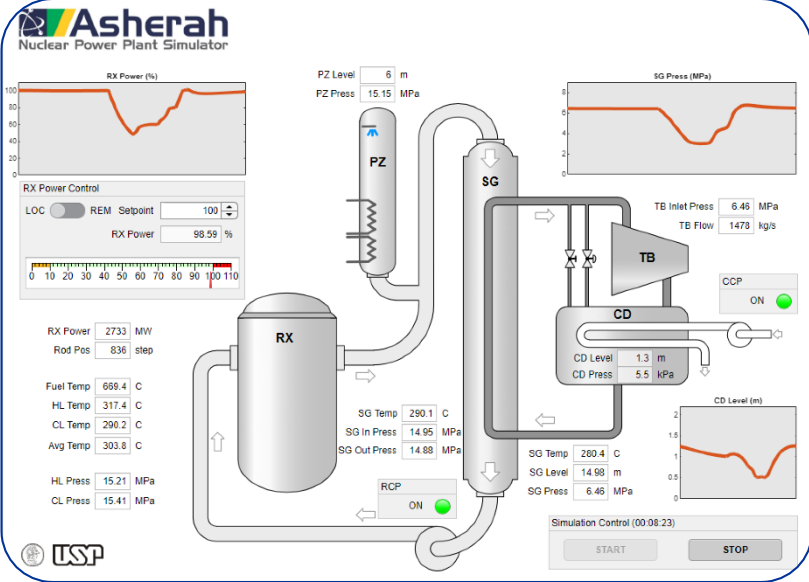 Asherah
Nuclear Power Plant Simulator
RX Power (%)
100
80
60
40
20
0
RX Power Control
LOC REM Setpoint 100
RX Power 98.59 %
0 10 20 30 40 50 60 70 80 90 100 110
PZ Level 6 m
PZ Press 15.15 MPa
PZ
SG
SG Press (MPa)
8
6
4
2
TB Inlet Press 6.46 MPa
TB Flow 1478 kg/s
TB
CCP
ON
CD
CD Level 1.3 m
CD Press 5.5 kPa
RX
RX Power 2733 MW
Rod Pos 836 step
Fuel Temp 669.4 C
HL Temp 317.4 C
CL Temp 290.2 C
Avg Temp 303.8 C
HL Press 15.21 MPa
CL Press 15.41 MPa
SG Temp 290.1 C
SG In Press 14.95 MPa
SG Out Press 14.88 MPa
RCP
ON
SG Temp 280.4 C
SG Level 14.98 m
SG Press 6.46 MPa
CD Level (m)
2
1.5
1
0.5
0
Simulation Control (00:08:23)
START STOP
USP